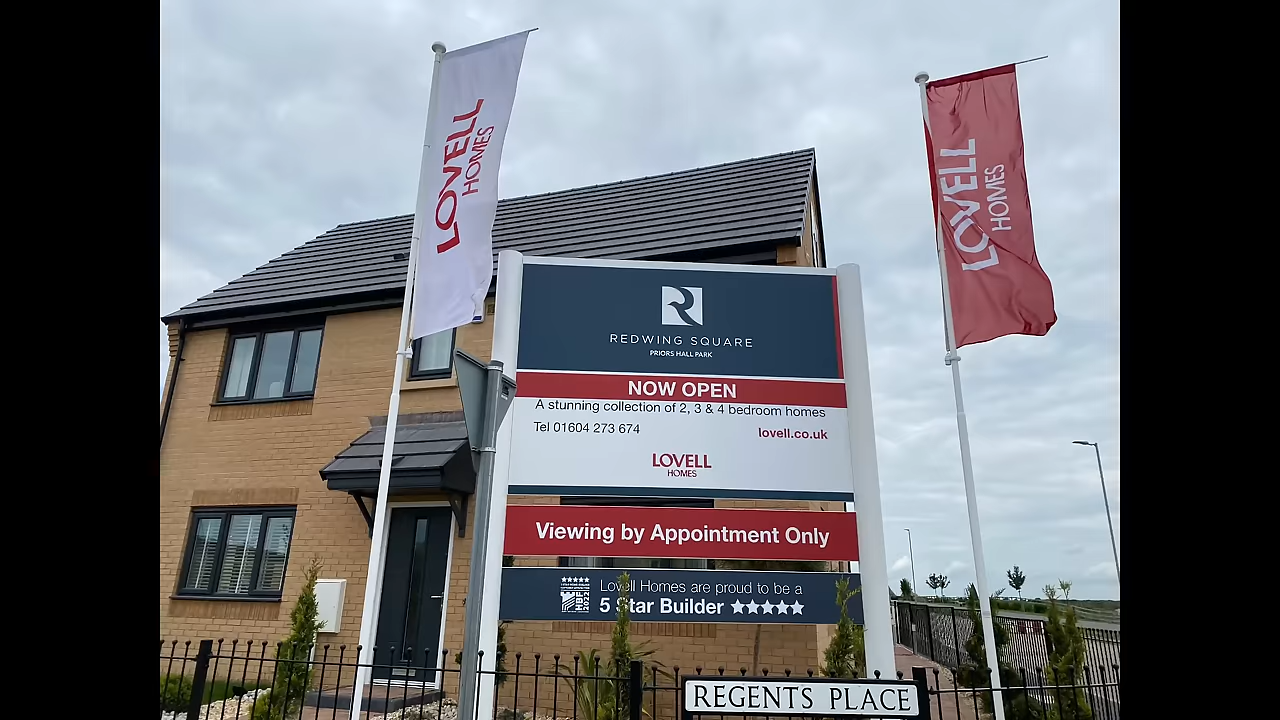 LOVELL
HOMES
LOVELL
HOMES
REDWING SQUARE
PRIORS HALL PARK
NOW OPEN
A stunning collection of 2, 3 & 4 bedroom homes
Tel 01604 273 674
lovell.co.uk
LOVELL
HOMES
Viewing by Appointment Only
Lovell Homes are proud to be a
5 Star Builder
REGENTS PLACE